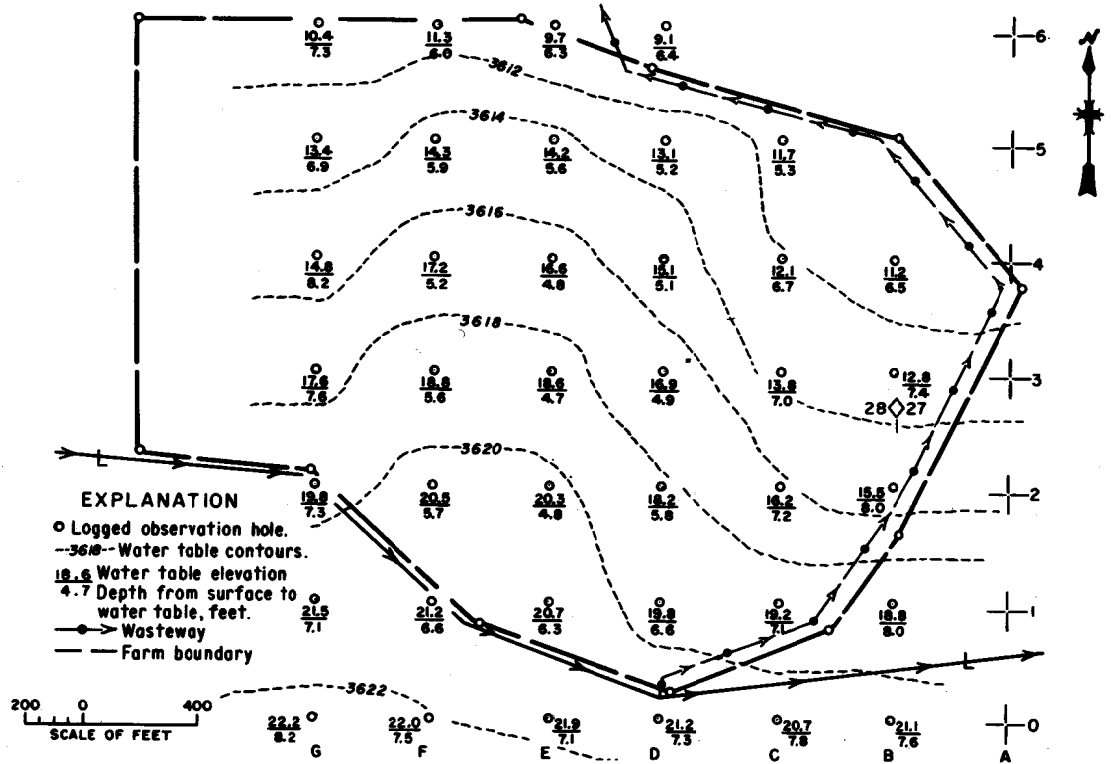 N
10.4 11.3 9.7 9.1 6
7.3 6.0 6.3 6.4
3612
3614
13.4 14.3 14.2 13.1 11.7 5
6.9 5.9 5.6 5.2 5.3
3616
14.8 17.2 16.6 15.1 12.1 11.2 4
8.2 5.2 4.8 5.1 6.7 6.5
3618
17.6 18.8 18.6 16.9 13.8 12.8 3
7.6 5.6 4.7 4.9 7.0 7.4
28 27
3620
L
19.8 20.5 20.3 18.2 16.2 15.5 2
7.3 5.7 4.8 5.8 7.2 8.0
EXPLANATION
Logged observation hole.
--3618-- Water table contours.
18.6 Water table elevation
4.7 Depth from surface to
water table, feet.
Wasteway
Farm boundary
21.5 21.2 20.7 19.8 19.2 18.8 1
7.1 6.6 6.3 6.6 7.1 8.0
L
3622
200 0 400
SCALE OF FEET
22.2 22.0 21.9 21.2 20.7 21.1 0
8.2 7.5 7.1 7.3 7.8 7.6
G F E D C B A